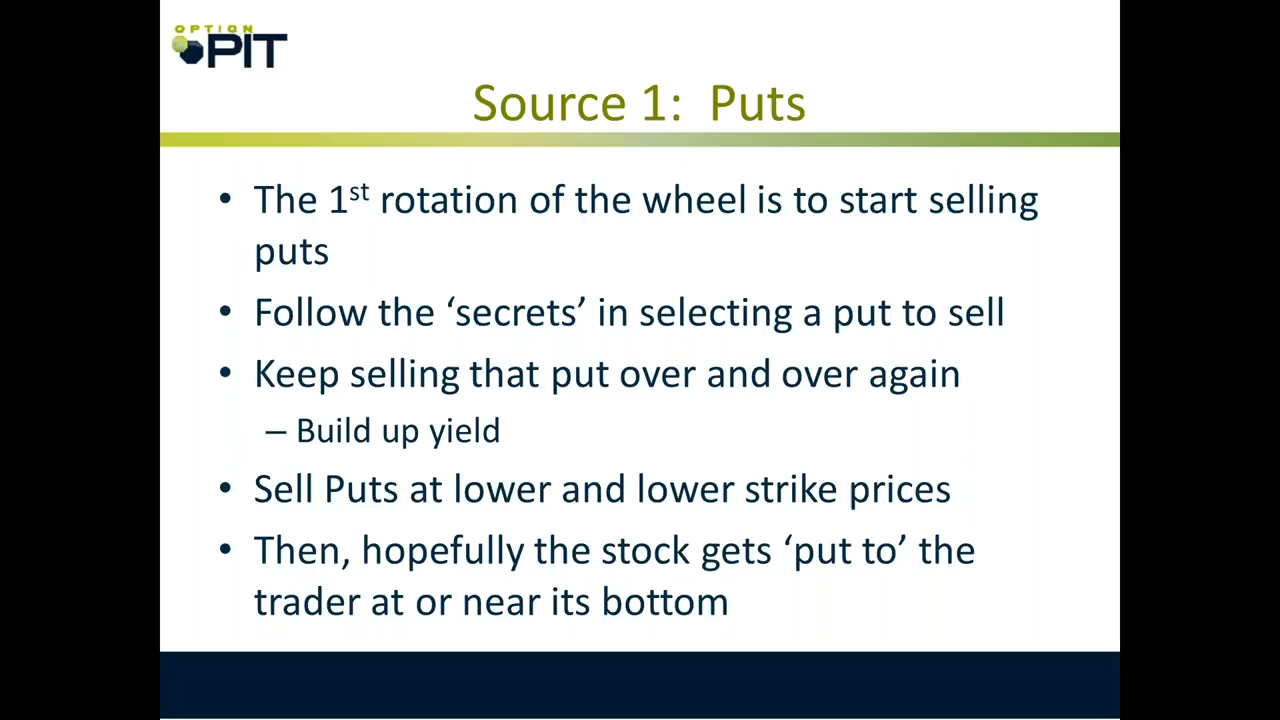 OPTION
PIT
Source 1: Puts
• The 1st rotation of the wheel is to start selling
puts
• Follow the ‘secrets’ in selecting a put to sell
• Keep selling that put over and over again
– Build up yield
• Sell Puts at lower and lower strike prices
• Then, hopefully the stock gets ‘put to’ the
trader at or near its bottom